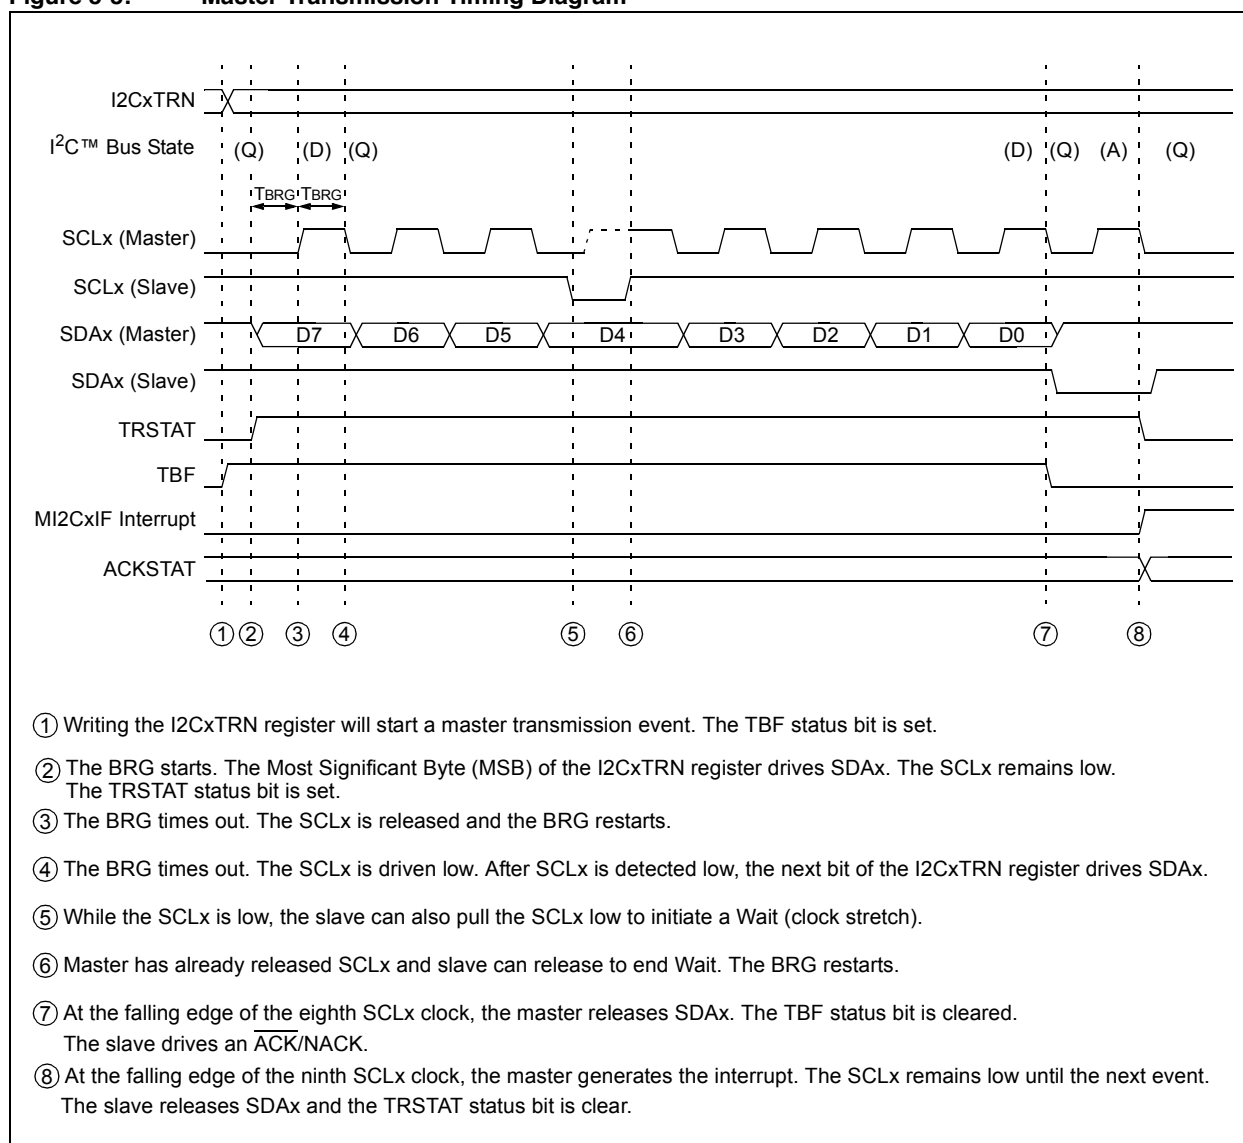 Master Transmission Timing Diagram
I2CxTRN
I2C™ Bus State (Q) (D) (Q) (D) (Q) (A) (Q)
TBRG TBRG
SCLx (Master)
SCLx (Slave)
SDAx (Master) D7 D6 D5 D4 D3 D2 D1 D0
SDAx (Slave)
TRSTAT
TBF
MI2CxIF Interrupt
ACKSTAT
1 2 3 4 5 6 7 8
1 Writing the I2CxTRN register will start a master transmission event. The TBF status bit is set.
2 The BRG starts. The Most Significant Byte (MSB) of the I2CxTRN register drives SDAx. The SCLx remains low.
The TRSTAT status bit is set.
3 The BRG times out. The SCLx is released and the BRG restarts.
4 The BRG times out. The SCLx is driven low. After SCLx is detected low, the next bit of the I2CxTRN register drives SDAx.
5 While the SCLx is low, the slave can also pull the SCLx low to initiate a Wait (clock stretch).
6 Master has already released SCLx and slave can release to end Wait. The BRG restarts.
7 At the falling edge of the eighth SCLx clock, the master releases SDAx. The TBF status bit is cleared.
The slave drives an ACK/NACK.
8 At the falling edge of the ninth SCLx clock, the master generates the interrupt. The SCLx remains low until the next event.
The slave releases SDAx and the TRSTAT status bit is clear.